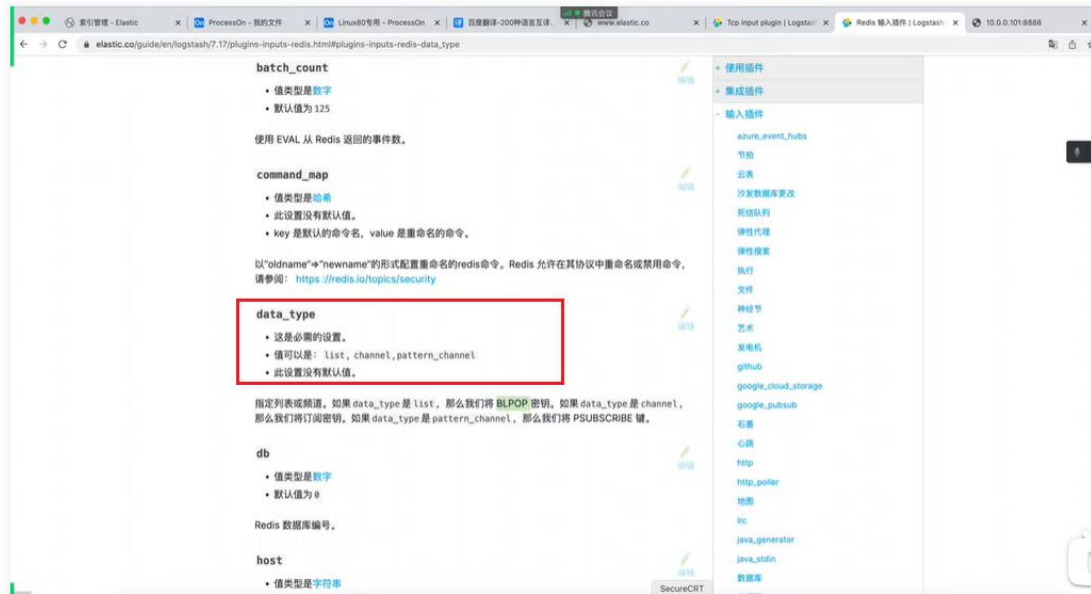 腾讯会议
索引管理 - Elastic
ProcessOn - 我的文件
Linux80专用 - ProcessOn
百度翻译-200种语言互译、
www.elastic.co
Tcp input plugin | Logstash
Redis 输入插件 | Logstash
10.0.0.101:8888
elastic.co/guide/en/logstash/7.17/plugins-inputs-redis.html#plugins-inputs-redis-data_type
batch_count
编辑
• 值类型是数字
• 默认值为 125
使用 EVAL 从 Redis 返回的事件数。
command_map
编辑
• 值类型是哈希
• 此设置没有默认值。
• key 是默认的命令名，value 是重命名的命令。
以"oldname"⇒"newname"的形式配置重命名的redis命令。Redis 允许在其协议中重命名或禁用命令，
请参阅： https ://redis.io/topics/security
data_type
编辑
• 这是必需的设置。
• 值可以是： list, channel,pattern_channel
• 此设置没有默认值。
指定列表或频道。如果 data_type 是 list， 那么我们将 BLPOP 密钥。如果 data_type 是 channel，
那么我们将订阅密钥。如果 data_type 是 pattern_channel， 那么我们将 PSUBSCRIBE 键。
db
编辑
• 值类型是数字
• 默认值为 0
Redis 数据库编号。
host
编辑
• 值类型是字符串
+ 使用插件
+ 集成插件
- 输入插件
azure_event_hubs
节拍
云表
沙发数据库更改
死信队列
弹性代理
弹性搜索
执行
文件
神经节
艺术
发电机
github
google_cloud_storage
google_pubsub
石墨
心跳
http
http_poller
地图
irc
java_generator
java_stdin
数据库
SecureCRT